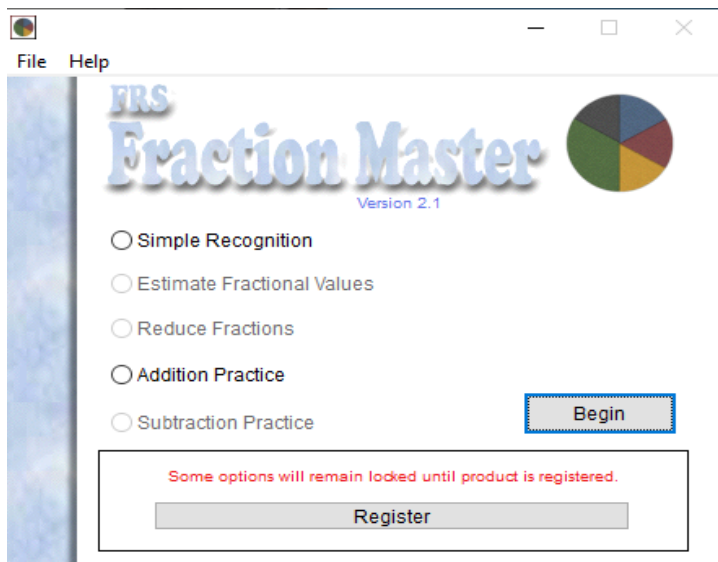 File Help
FRS
Fraction Master
Version 2.1
Simple Recognition
Estimate Fractional Values
Reduce Fractions
Addition Practice
Subtraction Practice
Begin
Some options will remain locked until product is registered.
Register